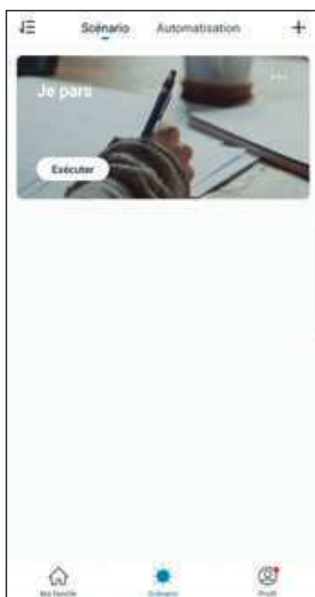 Scénario Automatisation
Je pars
Exécuter
Ma famille Scénario Profil